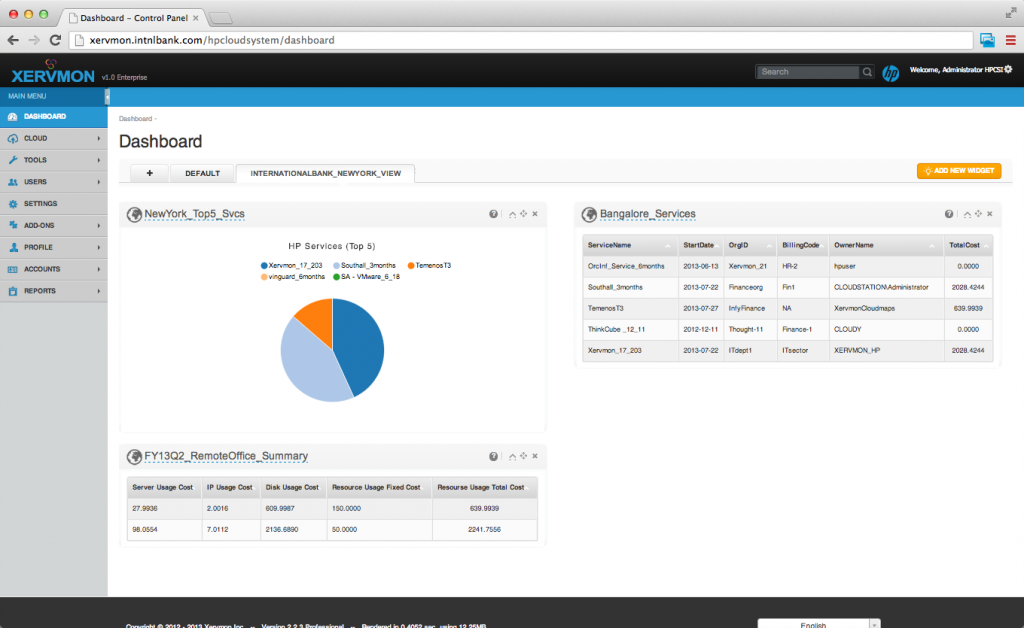 Dashboard – Control Panel ×
xervmon.intnlbank.com/hpcloudsystem/dashboard
XERVMON v1.0 Enterprise
Search
hp
Welcome, Administrator HPCSI
MAIN MENU
DASHBOARD
CLOUD
TOOLS
USERS
SETTINGS
ADD-ONS
PROFILE
ACCOUNTS
REPORTS
Dashboard -
Dashboard
+ DEFAULT INTERNATIONALBANK_NEWYORK_VIEW
ADD NEW WIDGET
NewYork_Top5_Svcs
HP Services (Top 5)
Xervmon_17_203 Southall_3months TemenosT3
vinguard_6months SA - VMware_6_18
Bangalore_Services
ServiceName StartDate OrgID BillingCode OwnerName TotalCost
OrcInf_Service_6months 2013-06-13 Xervmon_21 HR-2 hpuser 0.0000
Southall_3months 2013-07-22 Financeorg Fin1 CLOUDSTATION\Administrator 2028.4244
TemenosT3 2013-07-27 InfyFinance NA XervmonCloudmaps 639.9939
ThinkCube _12_11 2012-12-11 Thought-11 Finance-1 CLOUDY 0.0000
Xervmon_17_203 2013-07-22 ITdept1 ITsector XERVMON_HP 2028.4244
FY13Q2_RemoteOffice_Summary
Server Usage Cost IP Usage Cost Disk Usage Cost Resource Usage Fixed Cost Resourse Usage Total Cost
27.9936 2.0016 609.9987 150.0000 639.9939
98.0554 7.0112 2136.6890 50.0000 2241.7556
Copyright © 2012 - 2013 Xervmon Inc. -- Version 2.2.3 Professional -- Rendered in 0.4052 sec. using 12.25MB
English